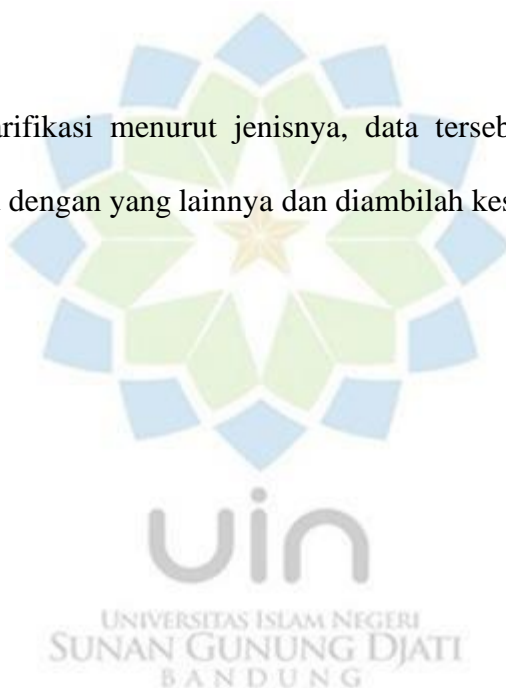 arifikasi menurut jenisnya, data terseb
dengan yang lainnya dan diambilah kes
uin
UNIVERSITAS ISLAM NEGERI
SUNAN GUNUNG DJATI
BANDUNG